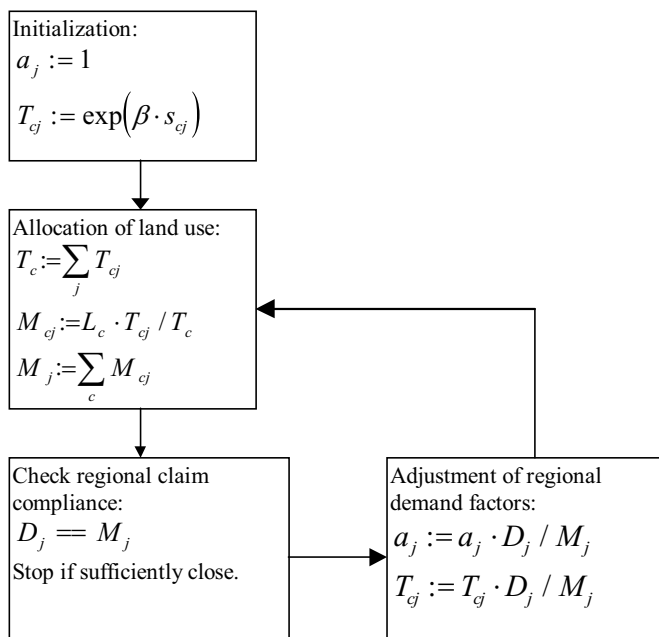 Initialization:
a_j := 1
T_cj := exp(β · s_cj)
Allocation of land use:
T_c := ∑_j T_cj
M_cj := L_c · T_cj / T_c
M_j := ∑_c M_cj
Check regional claim
compliance:
D_j == M_j
Stop if sufficiently close.
Adjustment of regional
demand factors:
a_j := a_j · D_j / M_j
T_cj := T_cj · D_j / M_j